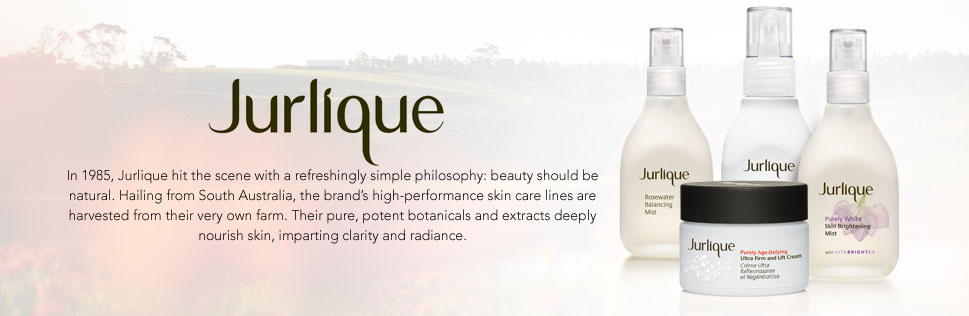 Jurlique
In 1985, Jurlique hit the scene with a refreshingly simple philosophy: beauty should be
natural. Hailing from South Australia, the brand's high-performance skin care lines are
harvested from their very own farm. Their pure, potent botanicals and extracts deeply
nourish skin, imparting clarity and radiance.
Jurlique
Rosewater
Balancing
Mist
Jurlique
Jurlique
Purely White
Skin Brightening
Mist
with VITABRIGHTKX
Jurlique
Purely Age-Defying
Ultra Firm and Lift Cream
Crème Ultra
Raffermissante
et Regénératrice